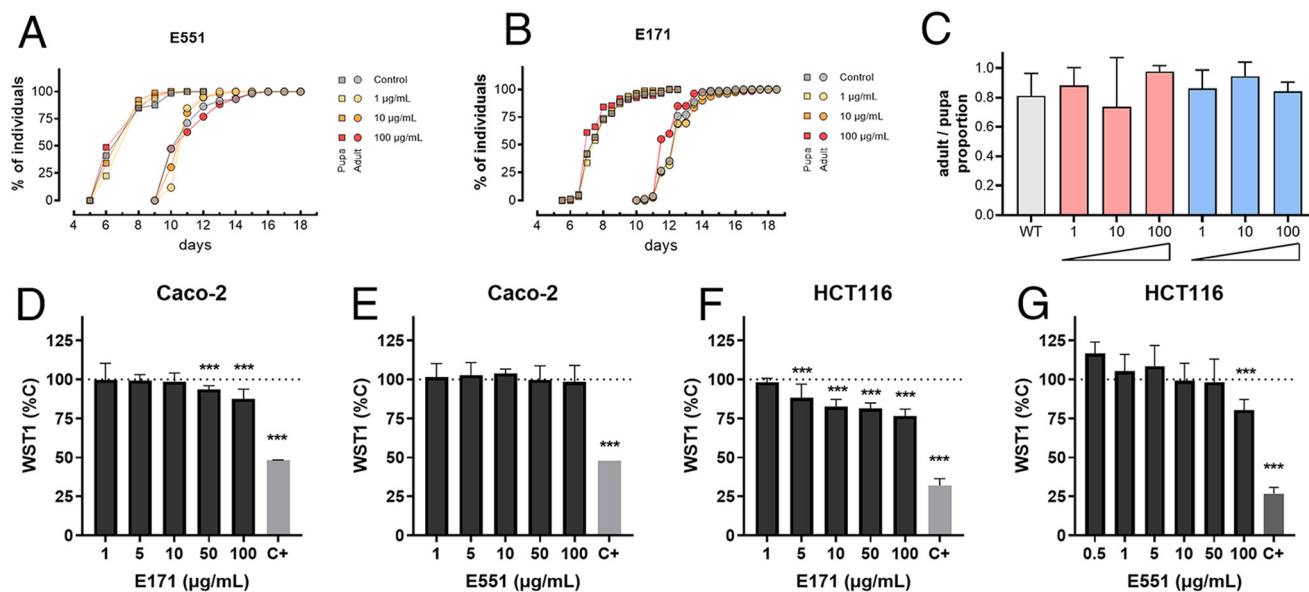 A
E551
% of individuals
100
75
50
25
0
4 6 8 10 12 14 16 18
days
Control
1 µg/mL
10 µg/mL
100 µg/mL
Pupa
Adult
B
E171
% of individuals
100
75
50
25
0
4 6 8 10 12 14 16 18
days
Control
1 µg/mL
10 µg/mL
100 µg/mL
Pupa
Adult
C
adult / pupa
proportion
1.0
0.8
0.6
0.4
0.2
0.0
WT 1 10 100 1 10 100
D
Caco-2
WST1 (%C)
125
100
75
50
25
0
*** *** ***
1 5 10 50 100 C+
E171 (µg/mL)
E
Caco-2
WST1 (%C)
125
100
75
50
25
0
***
1 5 10 50 100 C+
E551 (µg/mL)
F
HCT116
WST1 (%C)
125
100
75
50
25
0
*** *** *** *** ***
1 5 10 50 100 C+
E171 (µg/mL)
G
HCT116
WST1 (%C)
125
100
75
50
25
0
*** ***
0.5 1 5 10 50 100 C+
E551 (µg/mL)